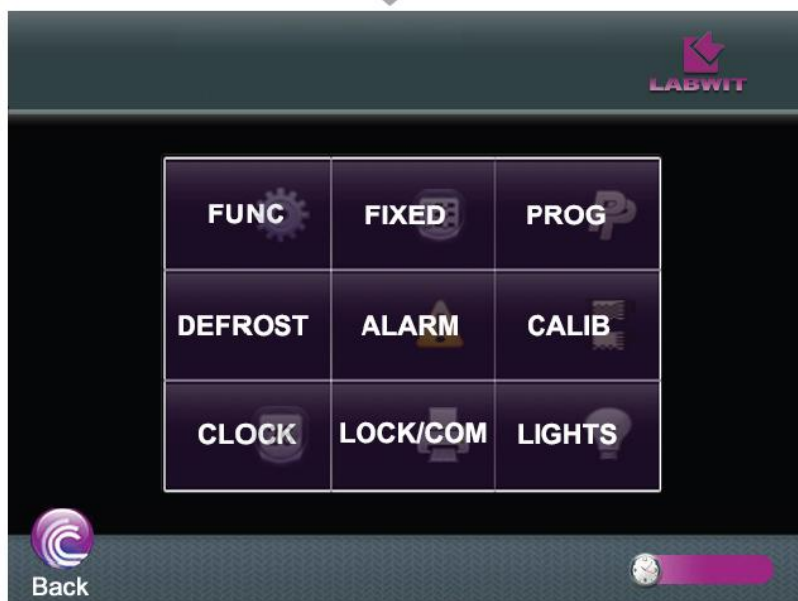 LABWIT
FUNC FIXED PROG
DEFROST ALARM CALIB
CLOCK LOCK/COM LIGHTS
Back